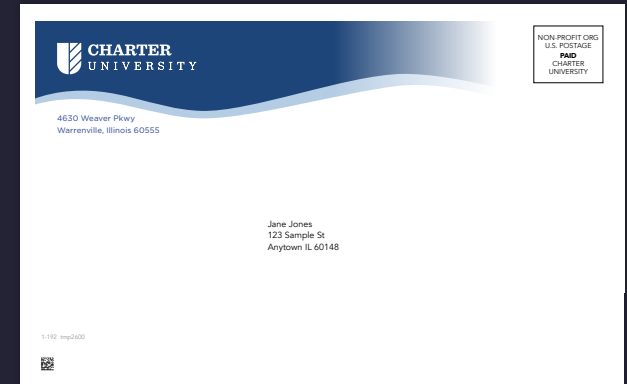 CHARTER
UNIVERSITY
NON-PROFIT ORG
U.S. POSTAGE
PAID
CHARTER
UNIVERSITY
4630 Weaver Pkwy
Warrenville, Illinois 60555
Jane Jones
123 Sample St
Anytown IL 60148
1-192 tmp2600